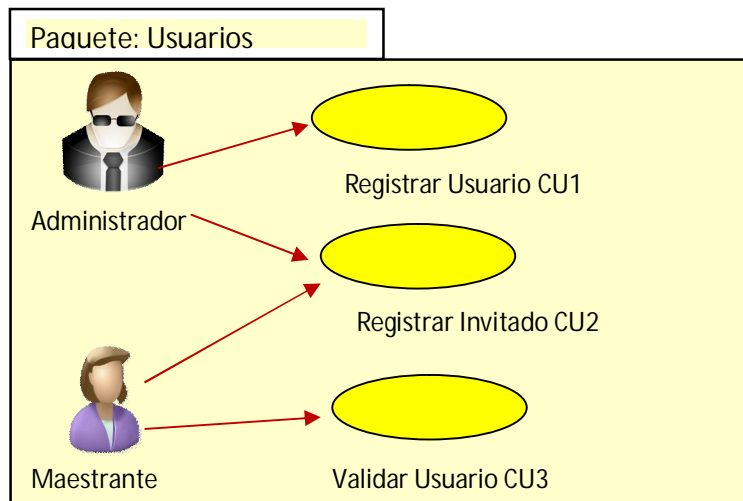 Paquete: Usuarios
Registrar Usuario CU1
Administrador
Registrar Invitado CU2
Maestrante
Validar Usuario CU3